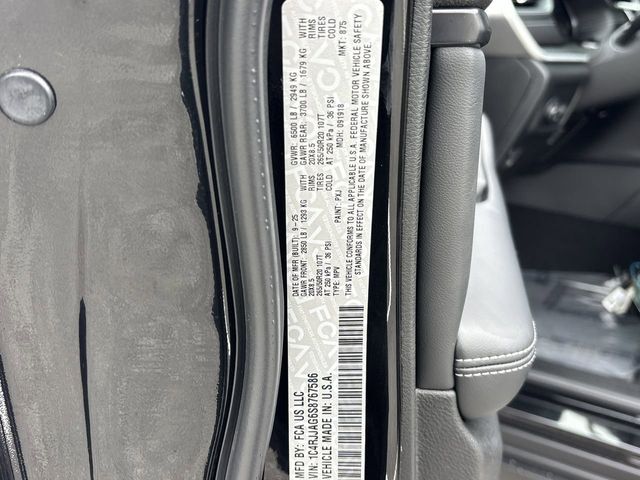 MFD BY: FCA US LLC
DATE OF MFR (BUILT): 9-25
GVWR: 6500 LB / 2949 KG
GAWR FRONT: 2850 LB / 1293 KG WITH
20X8.5 RIMS
265/50R20 107T TIRES
AT 250 kPa / 36 PSI COLD
GAWR REAR: 3700 LB / 1679 KG WITH
20X8.5 RIMS
265/50R20 107T TIRES
AT 250 kPa / 36 PSI COLD
TYPE: MPV
PAINT: PXJ
MDH: 091918
MKT: 875
THIS VEHICLE CONFORMS TO ALL APPLICABLE U.S.A. FEDERAL MOTOR VEHICLE SAFETY
STANDARDS IN EFFECT ON THE DATE OF MANUFACTURE SHOWN ABOVE.
VIN: 1C4RJJAG6S8767586
VEHICLE MADE IN: U.S.A.
FCA